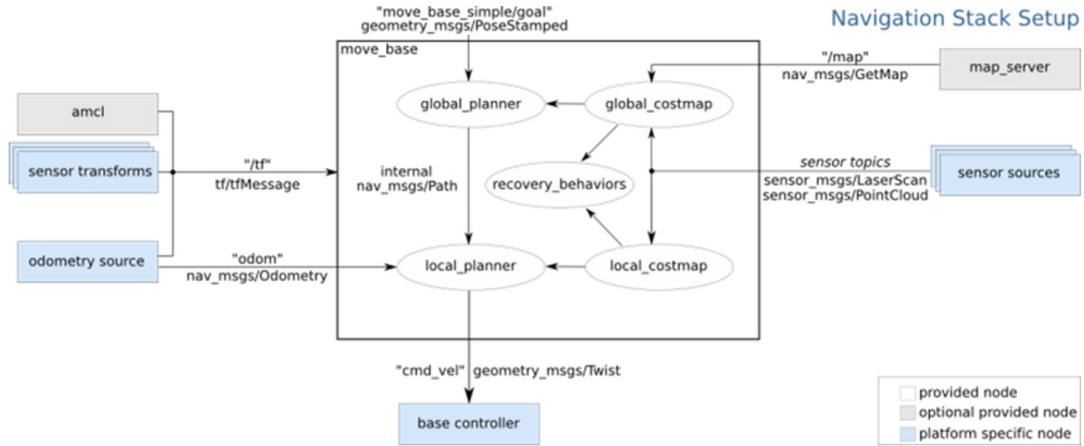 Navigation Stack Setup
"move_base_simple/goal"
geometry_msgs/PoseStamped
move_base
"/map"
nav_msgs/GetMap
map_server
global_planner
global_costmap
amcl
sensor transforms
"/tf"
tf/tfMessage
internal
nav_msgs/Path
recovery_behaviors
sensor topics
sensor_msgs/LaserScan
sensor_msgs/PointCloud
sensor sources
odometry source
"odom"
nav_msgs/Odometry
local_planner
local_costmap
"cmd_vel" geometry_msgs/Twist
base controller
provided node
optional provided node
platform specific node